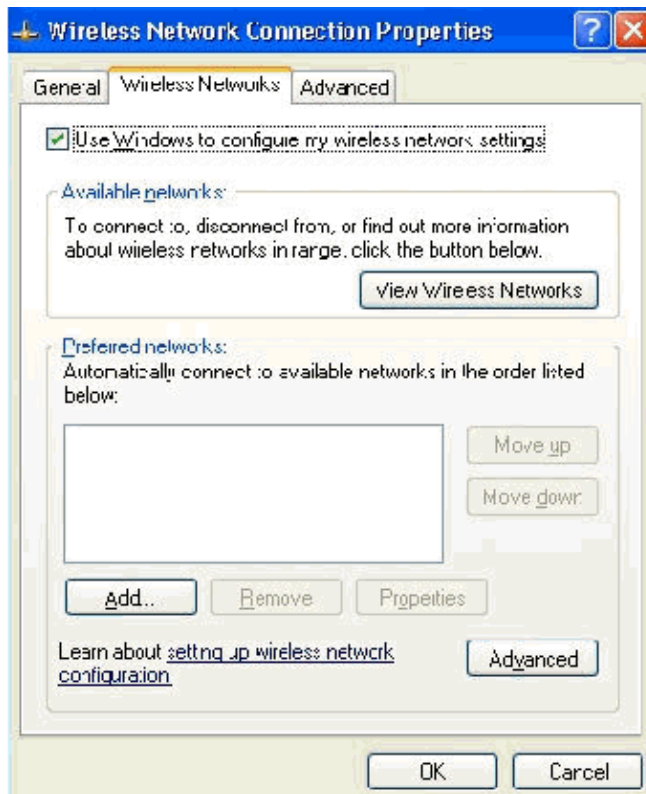 Wireless Network Connection Properties
General Wireless Networks Advanced
Use Windows to configure my wireless network settings
Available networks:
To connect to, disconnect from, or find out more information
about wireless networks in range, click the button below.
View Wireless Networks
Preferred networks:
Automatically connect to available networks in the order listed
below:
Move up
Move down
Add...
Remove
Properties
Learn about setting up wireless network
configuration.
Advanced
OK
Cancel